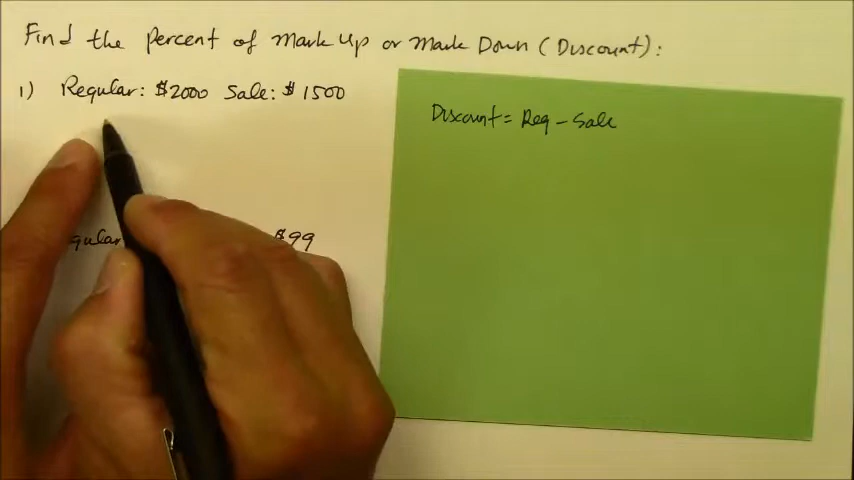 Find the percent of Mark Up or Mark Down (Discount):
1) Regular: $2000 Sale: $1500
Discount = Reg - Sale
$99